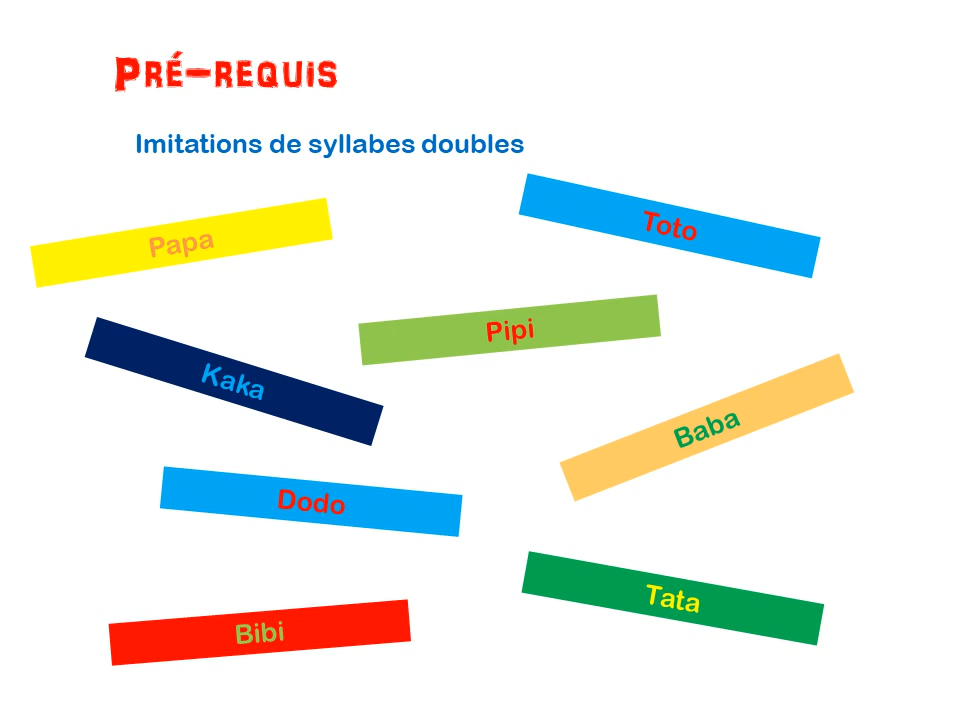 Pré-requis
Imitations de syllabes doubles
Toto
Papa
Pipi
Kaka
Baba
Dodo
Tata
Bibi